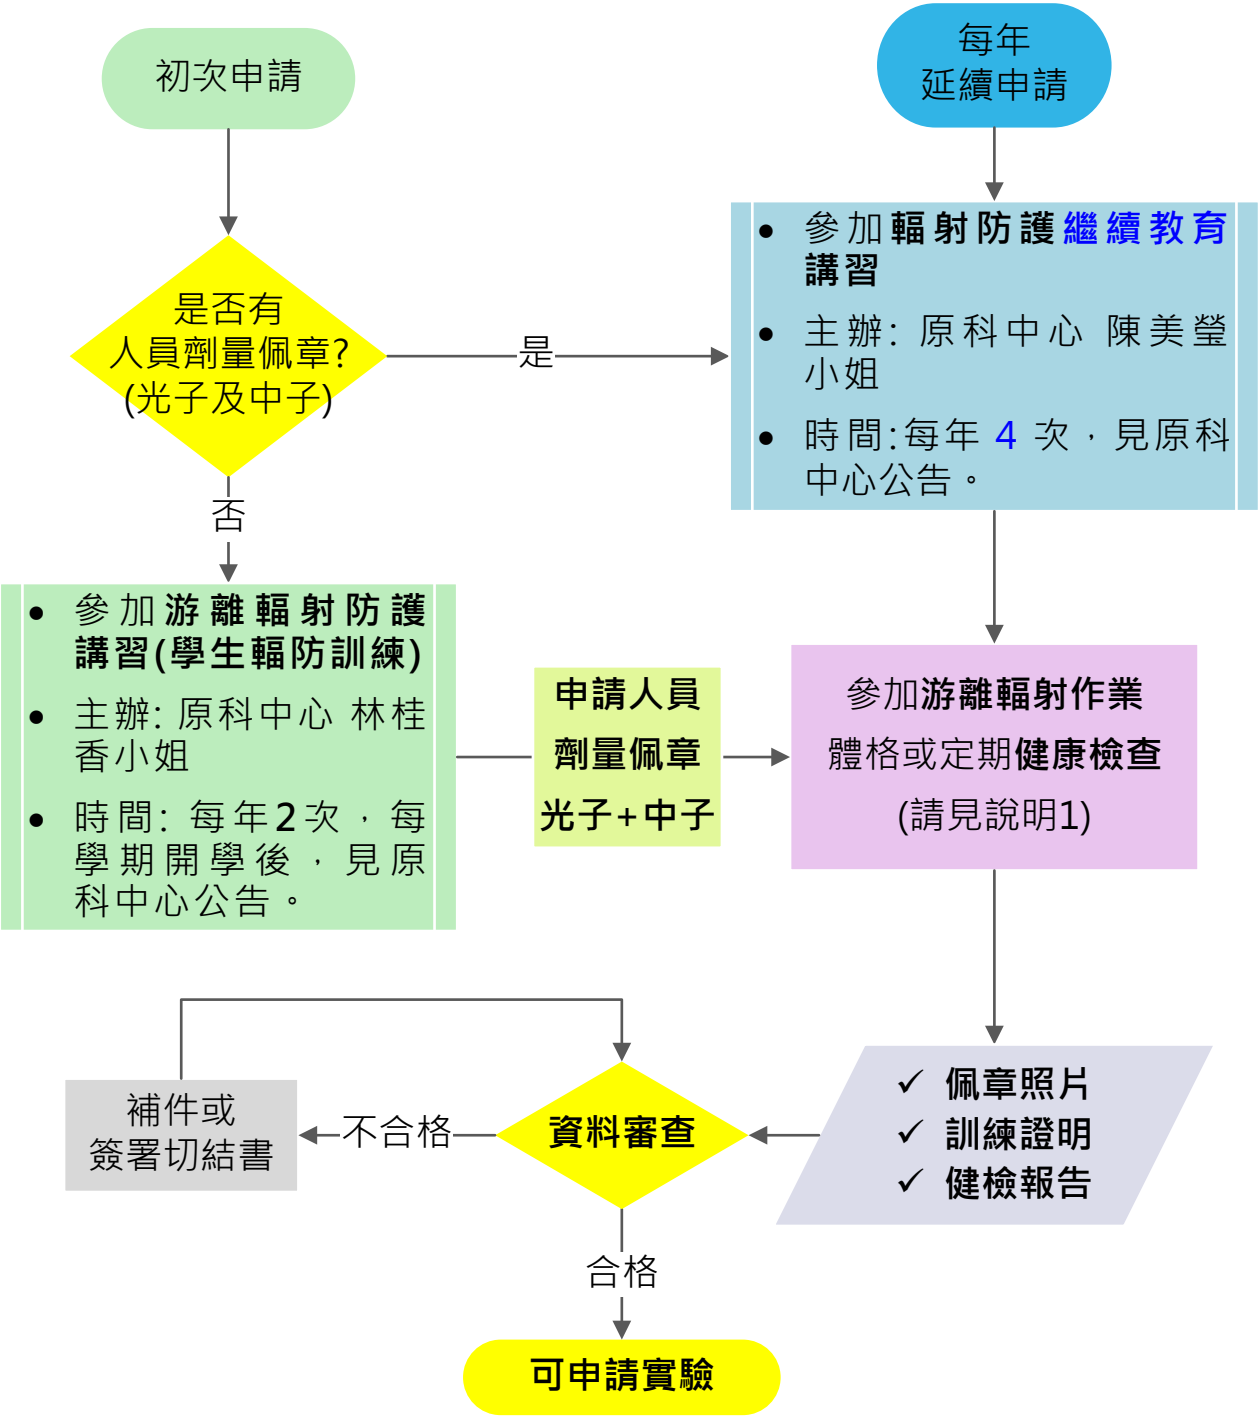 初次申請
每年
延續申請
是否有
人員劑量佩章?
(光子及中子)
是
• 參加輻射防護繼續教育
講習
• 主辦: 原科中心 陳美瑩
小姐
• 時間:每年 4 次，見原科
中心公告。
否
• 參加游離輻射防護
講習(學生輻防訓練)
• 主辦: 原科中心 林桂
香小姐
• 時間: 每年2次，每
學期開學後，見原
科中心公告。
申請人員
劑量佩章
光子+中子
參加游離輻射作業
體格或定期健康檢查
(請見說明1)
✓ 佩章照片
✓ 訓練證明
✓ 健檢報告
資料審查
不合格
補件或
簽署切結書
合格
可申請實驗